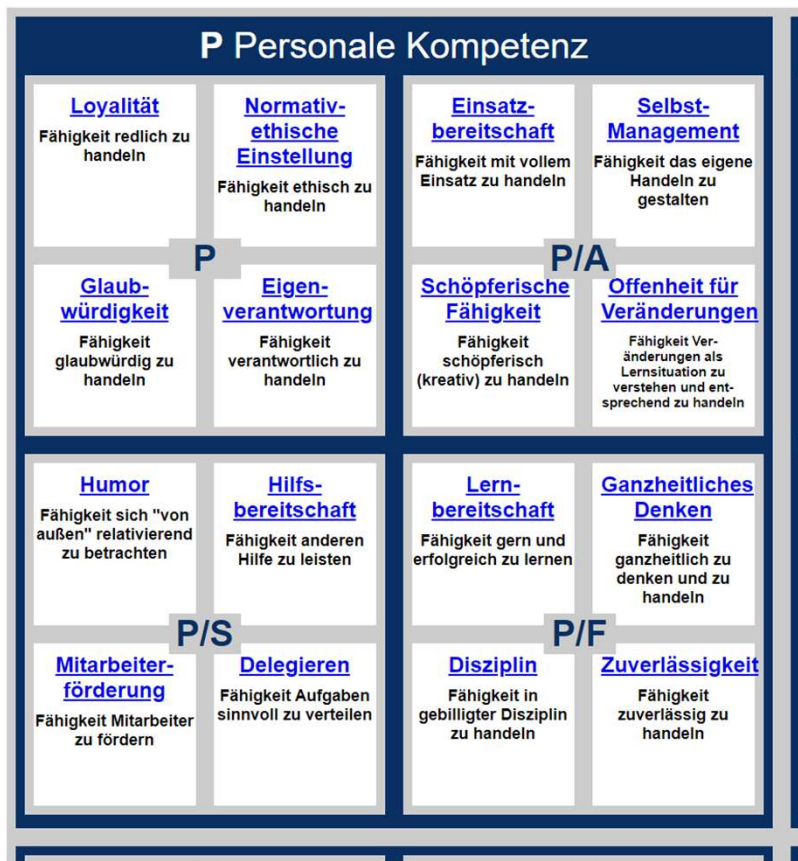 P Personale Kompetenz
Loyalität
Fähigkeit redlich zu
handeln
Normativ-
ethische
Einstellung
Fähigkeit ethisch zu
handeln
P
Glaub-
würdigkeit
Fähigkeit
glaubwürdig zu
handeln
Eigen-
verantwortung
Fähigkeit
verantwortlich zu
handeln
Einsatz-
bereitschaft
Fähigkeit mit vollem
Einsatz zu handeln
Selbst-
Management
Fähigkeit das eigene
Handeln zu
gestalten
P/A
Schöpferische
Fähigkeit
Fähigkeit
schöpferisch
(kreativ) zu handeln
Offenheit für
Veränderungen
Fähigkeit Ver-
änderungen als
Lernsituation zu
verstehen und ent-
sprechend zu handeln
Humor
Fähigkeit sich "von
außen" relativierend
zu betrachten
Hilfs-
bereitschaft
Fähigkeit anderen
Hilfe zu leisten
P/S
Mitarbeiter-
förderung
Fähigkeit Mitarbeiter
zu fördern
Delegieren
Fähigkeit Aufgaben
sinnvoll zu verteilen
Lern-
bereitschaft
Fähigkeit gern und
erfolgreich zu lernen
Ganzheitliches
Denken
Fähigkeit
ganzheitlich zu
denken und zu
handeln
P/F
Disziplin
Fähigkeit in
gebilligter Disziplin
zu handeln
Zuverlässigkeit
Fähigkeit
zuverlässig zu
handeln